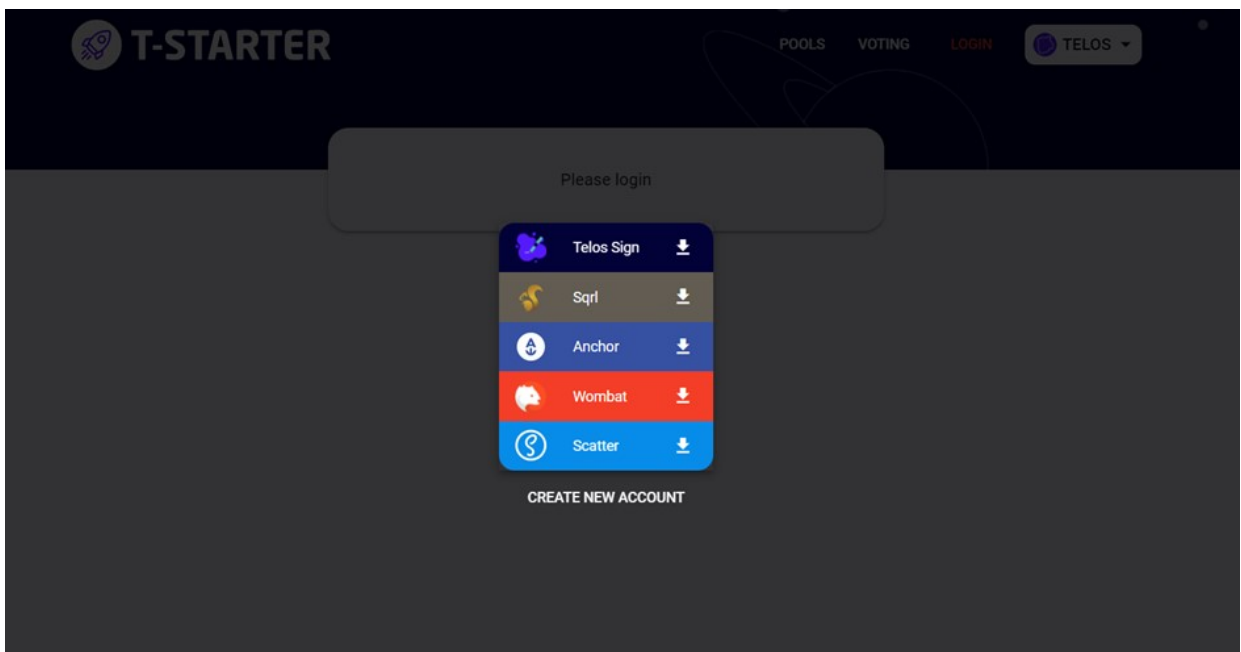 T-STARTER
POOLS VOTING LOGIN TELOS
Please login
Telos Sign
Sqrl
Anchor
Wombat
Scatter
CREATE NEW ACCOUNT